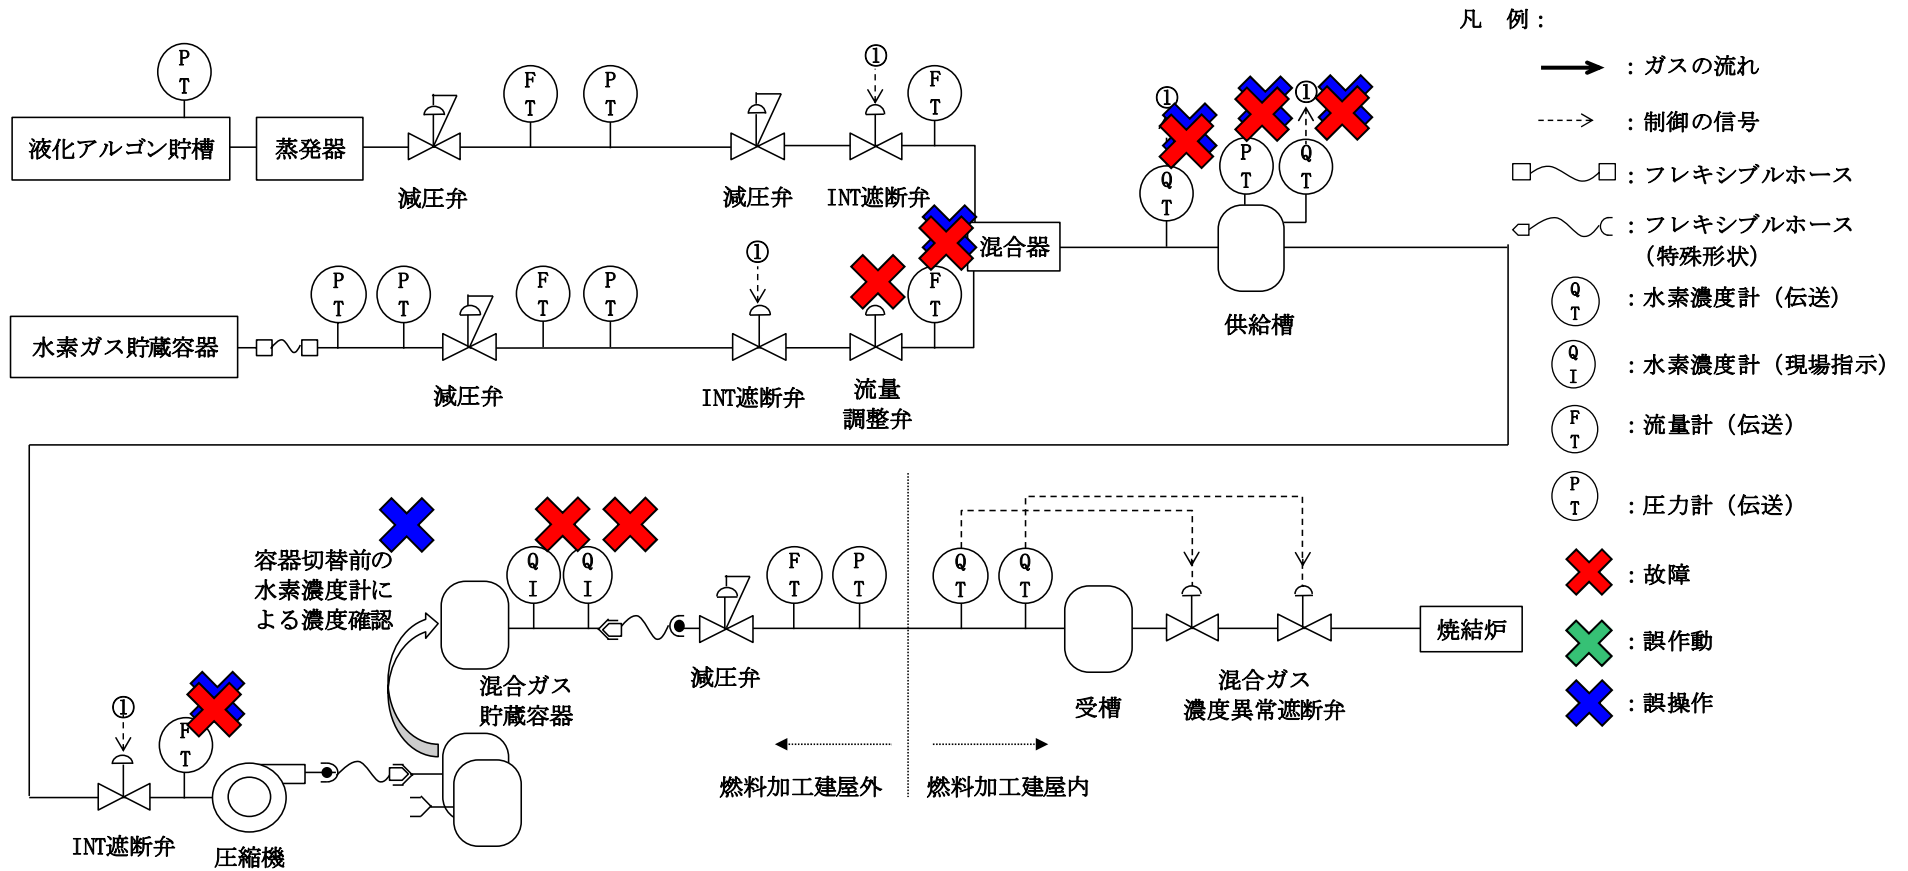 凡 例：
：ガスの流れ
：制御の信号
：フレキシブルホース
：フレキシブルホース
（特殊形状）
Q
T
：水素濃度計（伝送）
Q
I
：水素濃度計（現場指示）
F
T
：流量計（伝送）
P
T
：圧力計（伝送）
：故障
：誤作動
：誤操作
P
T
液化アルゴン貯槽
蒸発器
減圧弁
F
T
P
T
減圧弁
①
INT遮断弁
F
T
水素ガス貯蔵容器
P
T
P
T
減圧弁
F
T
P
T
①
INT遮断弁
流量
調整弁
F
T
混合器
①
Q
T
P
T
①
Q
T
供給槽
①
INT遮断弁
F
T
圧縮機
容器切替前の
水素濃度計に
よる濃度確認
Q
I
Q
I
混合ガス
貯蔵容器
減圧弁
F
T
P
T
燃料加工建屋外
燃料加工建屋内
Q
T
Q
T
受槽
混合ガス
濃度異常遮断弁
焼結炉